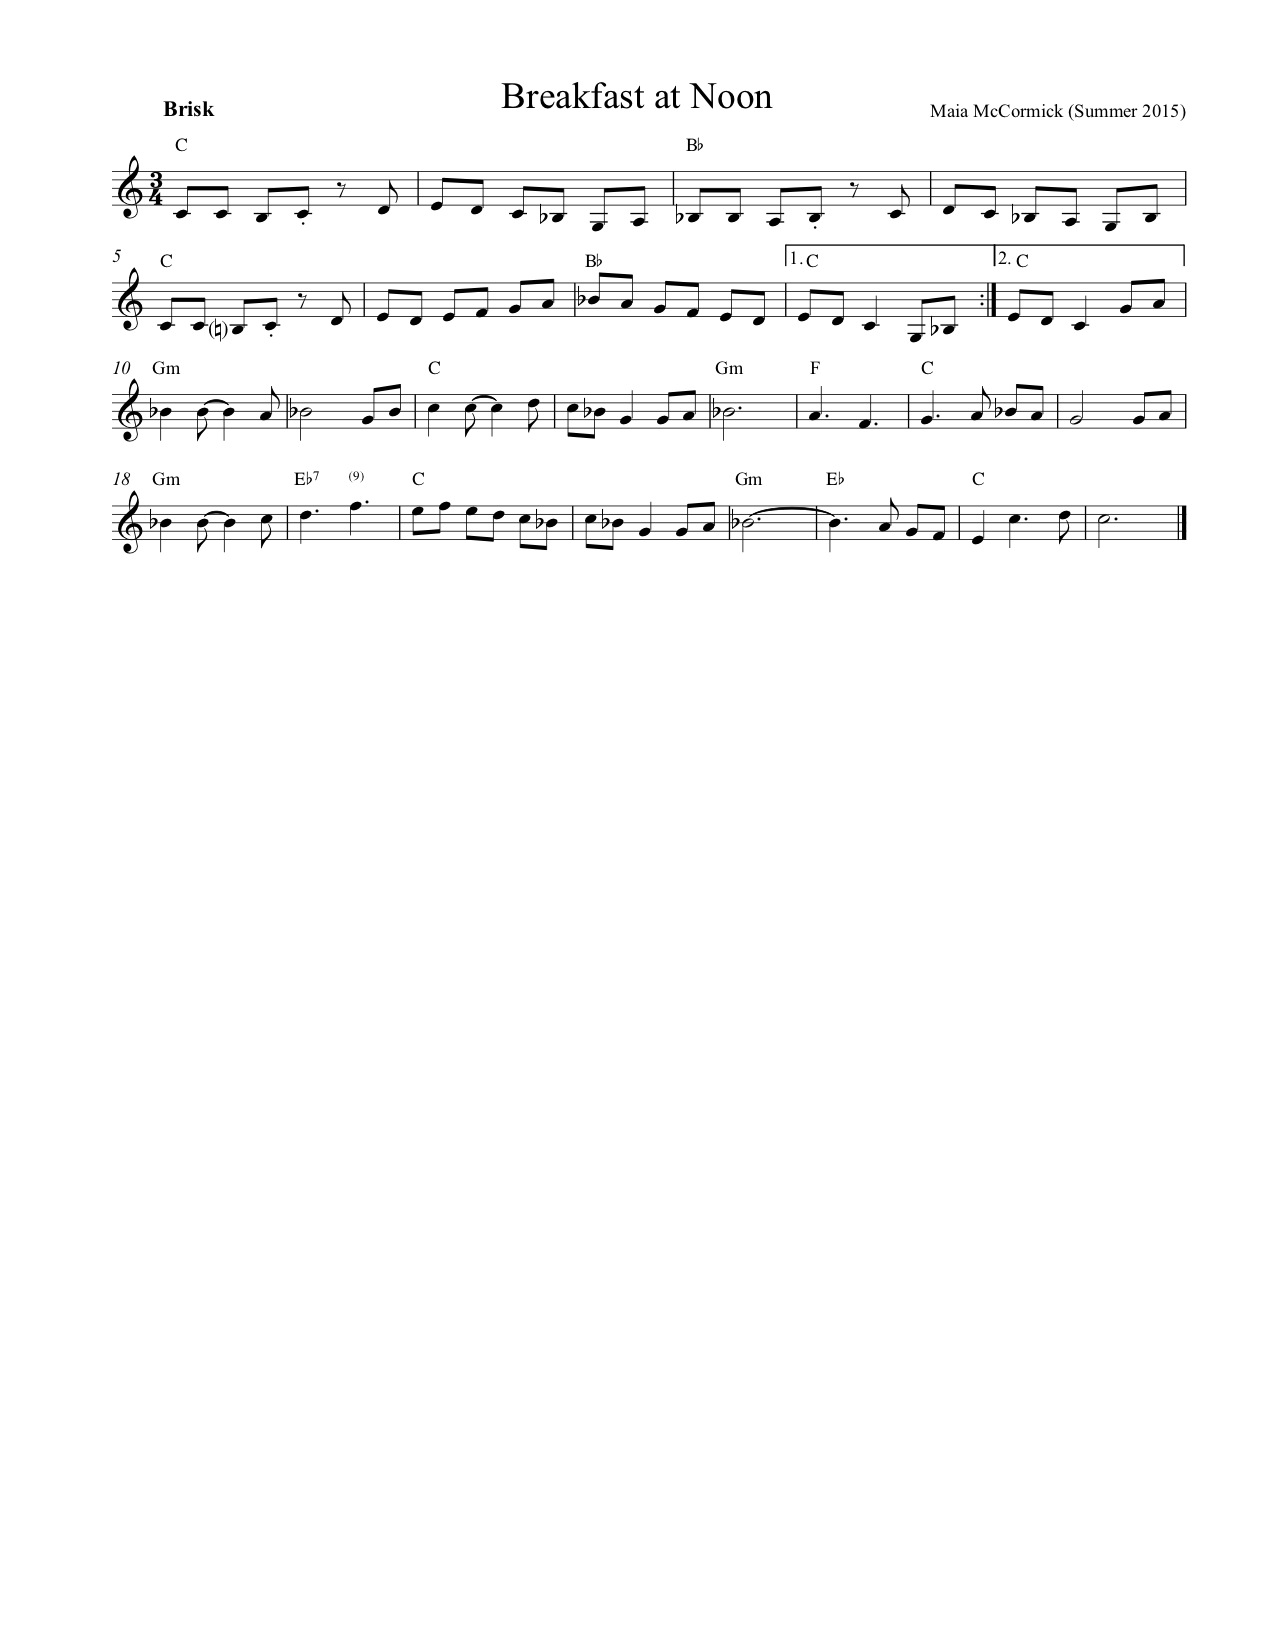 Breakfast at Noon
Brisk
Maia McCormick (Summer 2015)
C B♭
3
4
5
C B♭ 1. C 2. C
10 Gm C Gm F C
18 Gm E♭7 (9) C Gm E♭ C